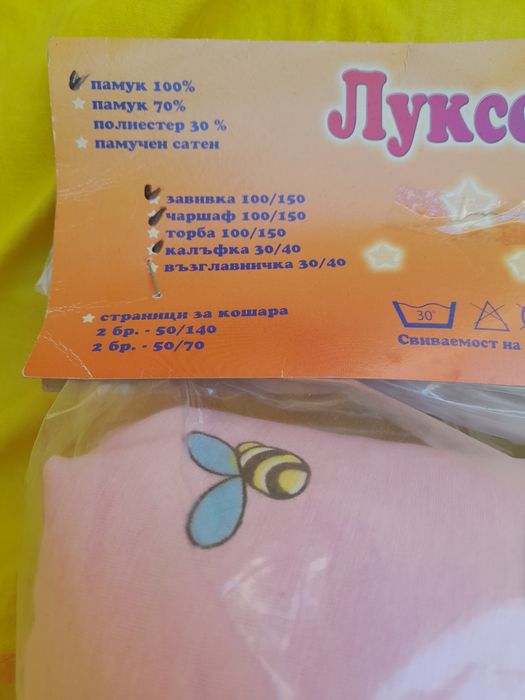 памук 100%
памук 70%
полиестер 30 %
памучен сатен
Луксо
завивка 100/150
чаршаф 100/150
торба 100/150
калъфка 30/40
възглавничка 30/40
страници за кошара
2 бр. - 50/140
2 бр. - 50/70
30°
Свиваемост на